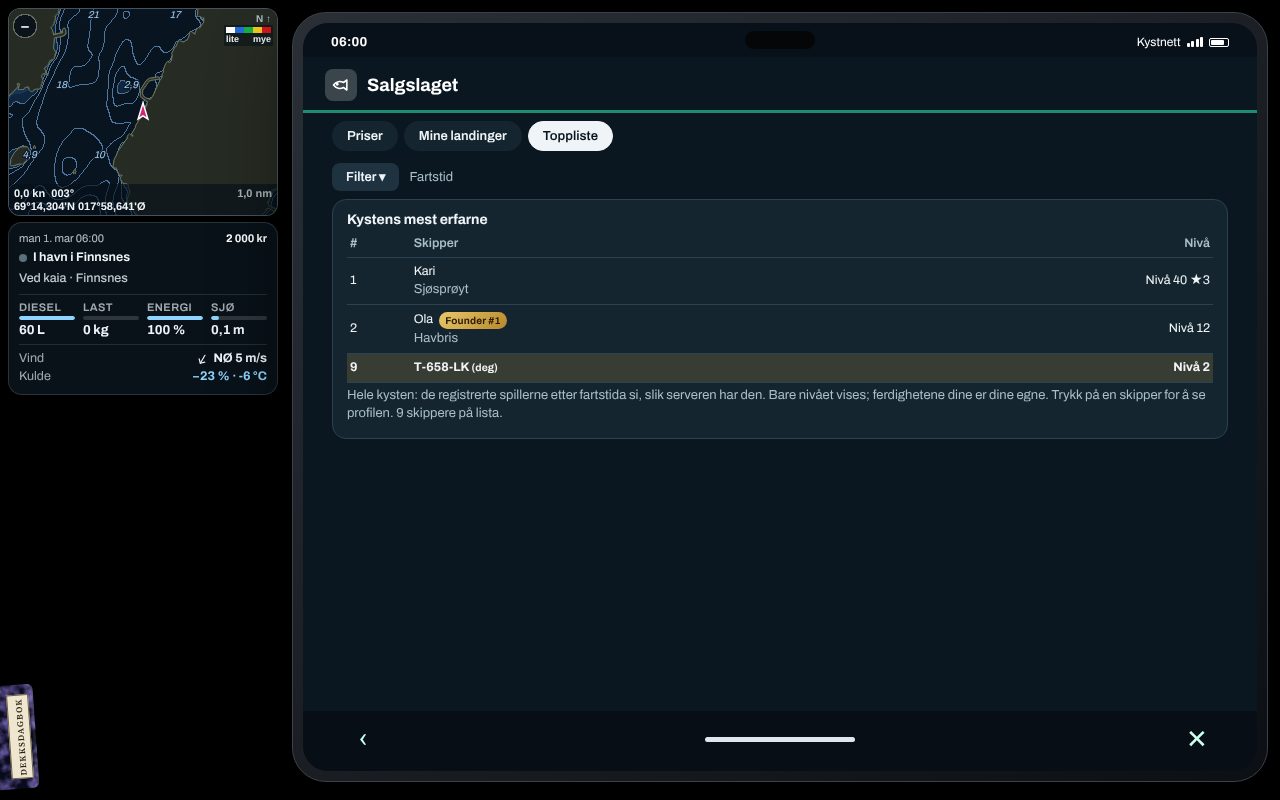 21
17
N ↑
lite mye
18
2,9
4,9
10
0,0 kn 003°
1,0 nm
69°14,304'N 017°58,641'Ø
man 1. mar 06:00
2 000 kr
I havn i Finnsnes
Ved kaia · Finnsnes
DIESEL LAST ENERGI SJØ
60 L 0 kg 100 % 0,1 m
Vind ↙ NØ 5 m/s
Kulde −23 % · -6 °C
DEKKSDAGBOK
06:00
Kystnett
Salgslaget
Priser Mine landinger Toppliste
Filter ▾ Fartstid
Kystens mest erfarne
# Skipper Nivå
1 Kari Nivå 40 ★3
Sjøsprøyt
2 Ola Founder #1 Nivå 12
Havbris
9 T-658-LK (deg) Nivå 2
Hele kysten: de registrerte spillerne etter fartstida si, slik serveren har den. Bare nivået vises; ferdighetene dine er dine egne. Trykk på en skipper for å se
profilen. 9 skippere på lista.